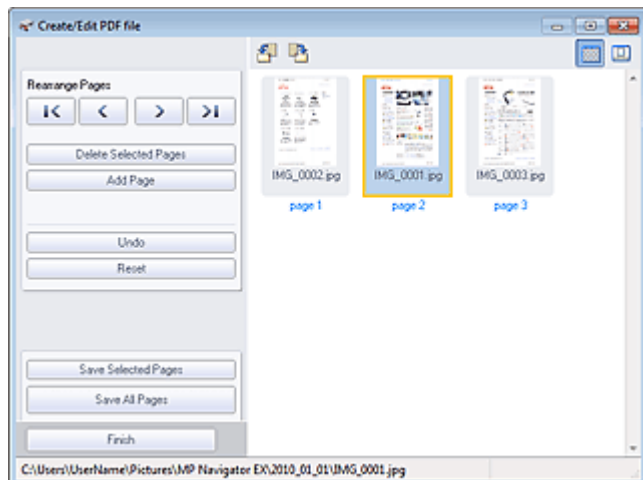 Create/Edit PDF file
Rearrange Pages
Delete Selected Pages
Add Page
Undo
Reset
Save Selected Pages
Save All Pages
Finish
IMG_0002.jpg
IMG_0001.jpg
IMG_0003.jpg
page 1
page 2
page 3
C:\Users\UserName\Pictures\MP Navigator EX\2010_01_01\IMG_0001.jpg